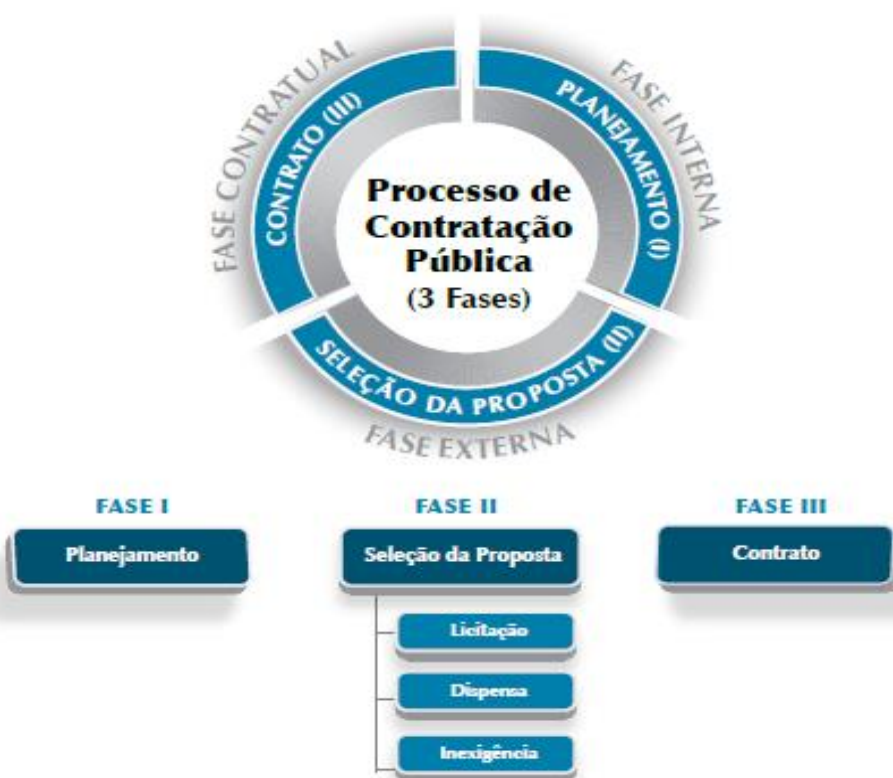 FASE CONTRATUAL
CONTRATO (III)
FASE INTERNA
PLANEJAMENTO (I)
Processo de
Contratação
Pública
(3 Fases)
SELEÇÃO DA PROPOSTA (II)
FASE EXTERNA
FASE I
Planejamento
FASE II
Seleção da Proposta
Licitação
Dispensa
Inexigência
FASE III
Contrato